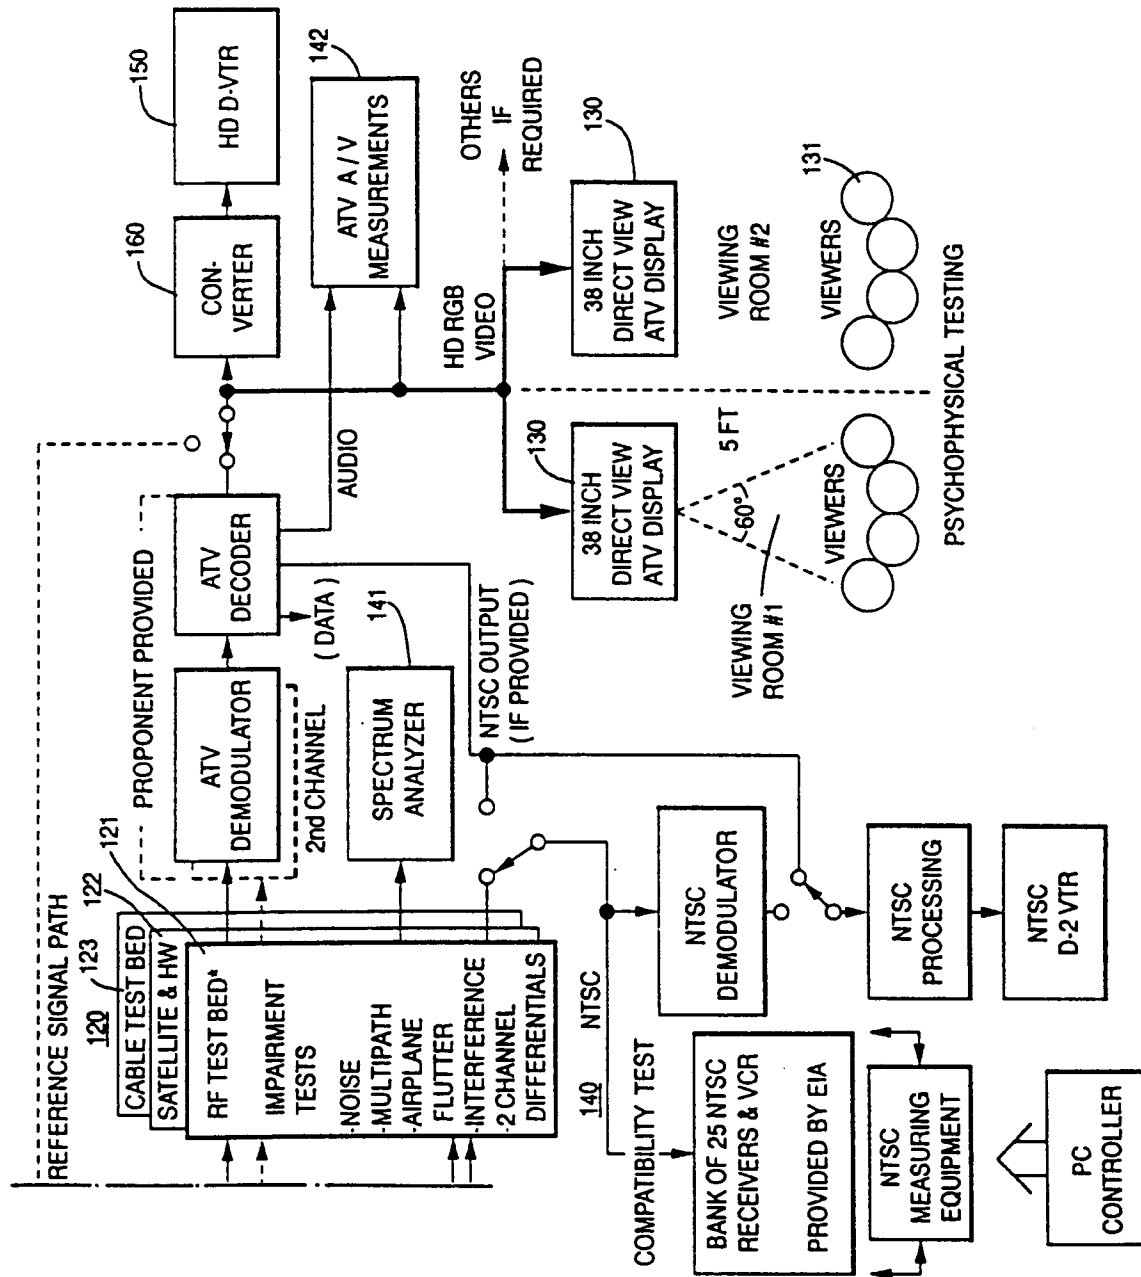 REFERENCE SIGNAL PATH
120
123
CABLE TEST BED
122
SATELLITE & HW
121
RF TEST BED*
IMPAIRMENT
TESTS
-NOISE
-MULTIPATH
-AIRPLANE
FLUTTER
-INTERFERENCE
-2 CHANNEL
DIFFERENTIALS
PROPONENT PROVIDED
ATV
DEMODULATOR
2nd CHANNEL
ATV
DECODER
( DATA )
AUDIO
160
CON-
VERTER
150
HD D-VTR
142
ATV A / V
MEASUREMENTS
141
SPECTRUM
ANALYZER
NTSC OUTPUT
( IF PROVIDED )
HD RGB
VIDEO
OTHERS
IF
REQUIRED
130
38 INCH
DIRECT VIEW
ATV DISPLAY
130
38 INCH
DIRECT VIEW
ATV DISPLAY
5 FT
60°
VIEWING
ROOM #1
VIEWERS
VIEWING
ROOM #2
VIEWERS
131
PSYCHOPHYSICAL TESTING
NTSC
140
COMPATIBILITY TEST
NTSC
DEMODULATOR
NTSC
PROCESSING
NTSC
D-2 VTR
BANK OF 25 NTSC
RECEIVERS & VCR
PROVIDED BY EIA
NTSC
MEASURING
EQUIPMENT
PC
CONTROLLER